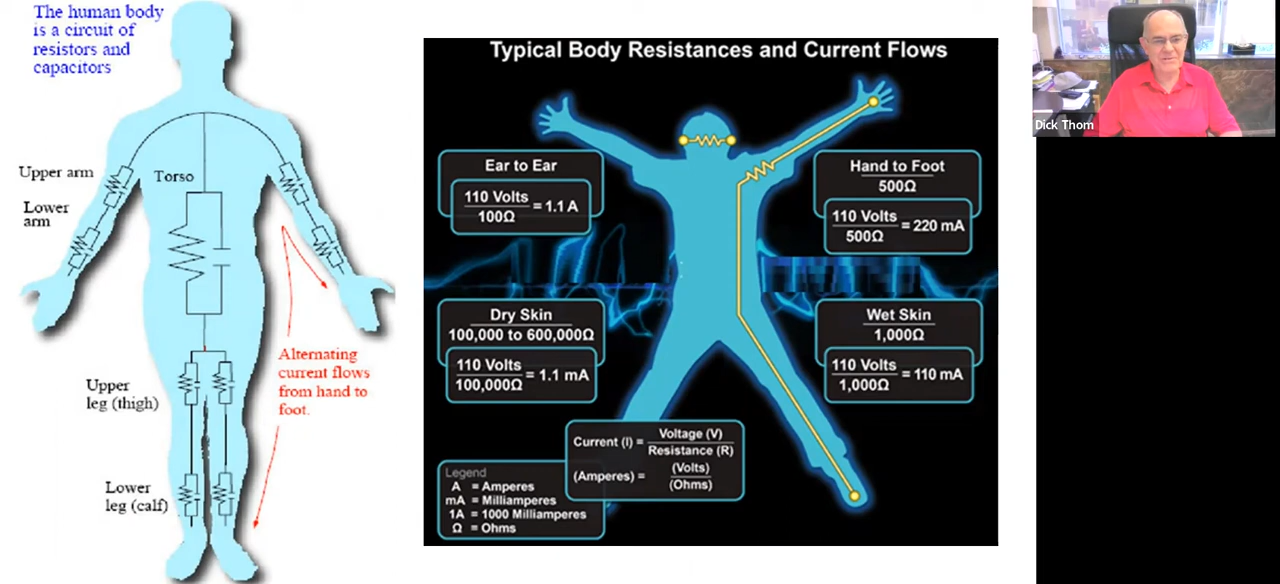 The human body
is a circuit of
resistors and
capacitors
Upper arm
Lower
arm
Torso
Alternating
current flows
from hand to
foot.
Upper
leg (thigh)
Lower
leg (calf)
Typical Body Resistances and Current Flows
Ear to Ear
110 Volts
100Ω
= 1.1 A
Hand to Foot
500Ω
110 Volts
500Ω
= 220 mA
Dry Skin
100,000 to 600,000Ω
110 Volts
100,000Ω
= 1.1 mA
Wet Skin
1,000Ω
110 Volts
1,000Ω
= 110 mA
Current (I) =
Voltage (V)
Resistance (R)
(Amperes) =
(Volts)
(Ohms)
Legend
A = Amperes
mA = Milliamperes
1A = 1000 Milliamperes
Ω = Ohms
Dick Thom